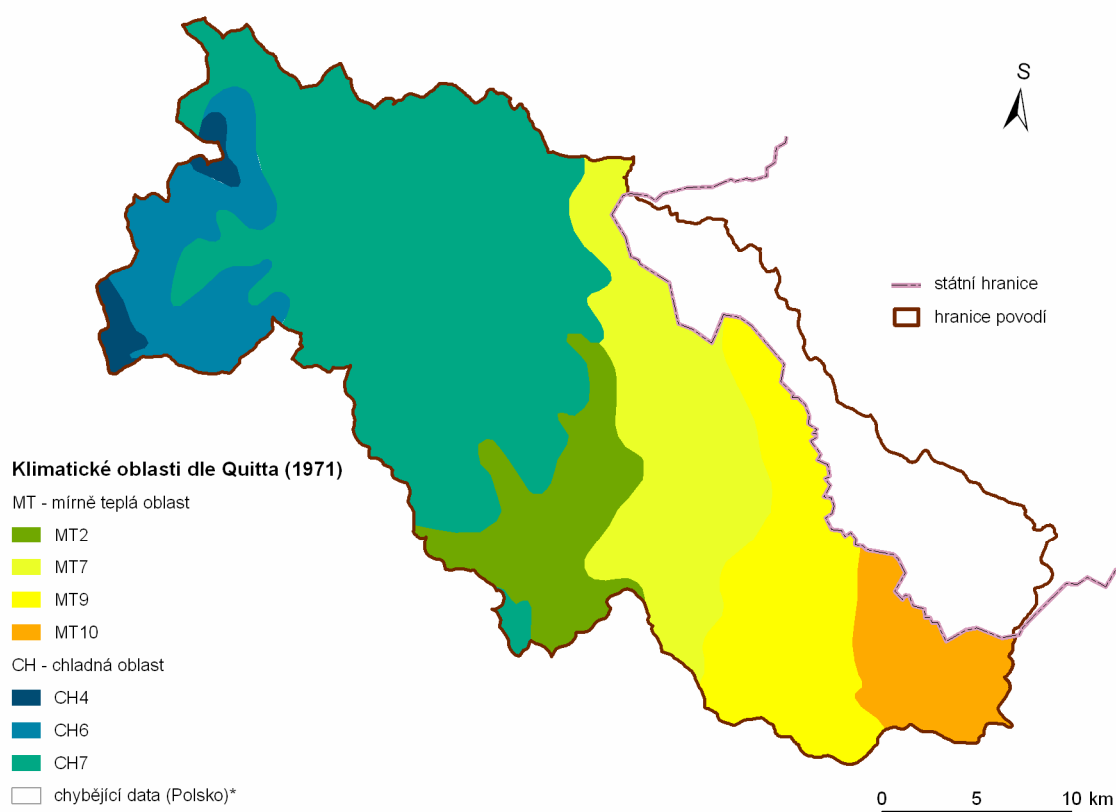 S
státní hranice
hranice povodí
Klimatické oblasti dle Quitta (1971)
MT - mírně teplá oblast
MT2
MT7
MT9
MT10
CH - chladná oblast
CH4
CH6
CH7
chybějící data (Polsko)*
0 5 10 km